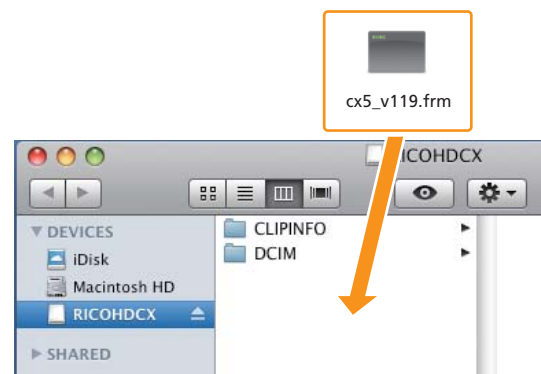 cx5_v119.frm
RICOHDCX
DEVICES
iDisk
Macintosh HD
RICOHDCX
SHARED
CLIPINFO
DCIM